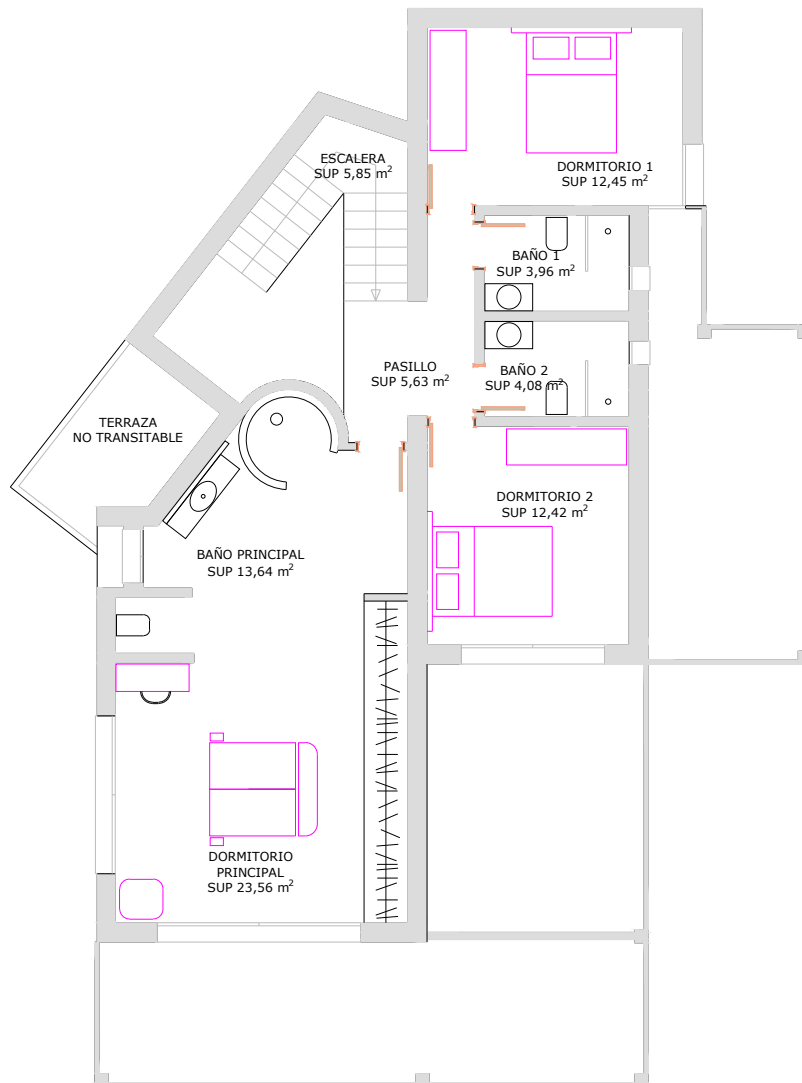 ESCALERA
SUP 5,85 m²
DORMITORIO 1
SUP 12,45 m²
BAÑO 1
SUP 3,96 m²
PASILLO
SUP 5,63 m²
BAÑO 2
SUP 4,08 m²
TERRAZA
NO TRANSITABLE
DORMITORIO 2
SUP 12,42 m²
BAÑO PRINCIPAL
SUP 13,64 m²
DORMITORIO
PRINCIPAL
SUP 23,56 m²